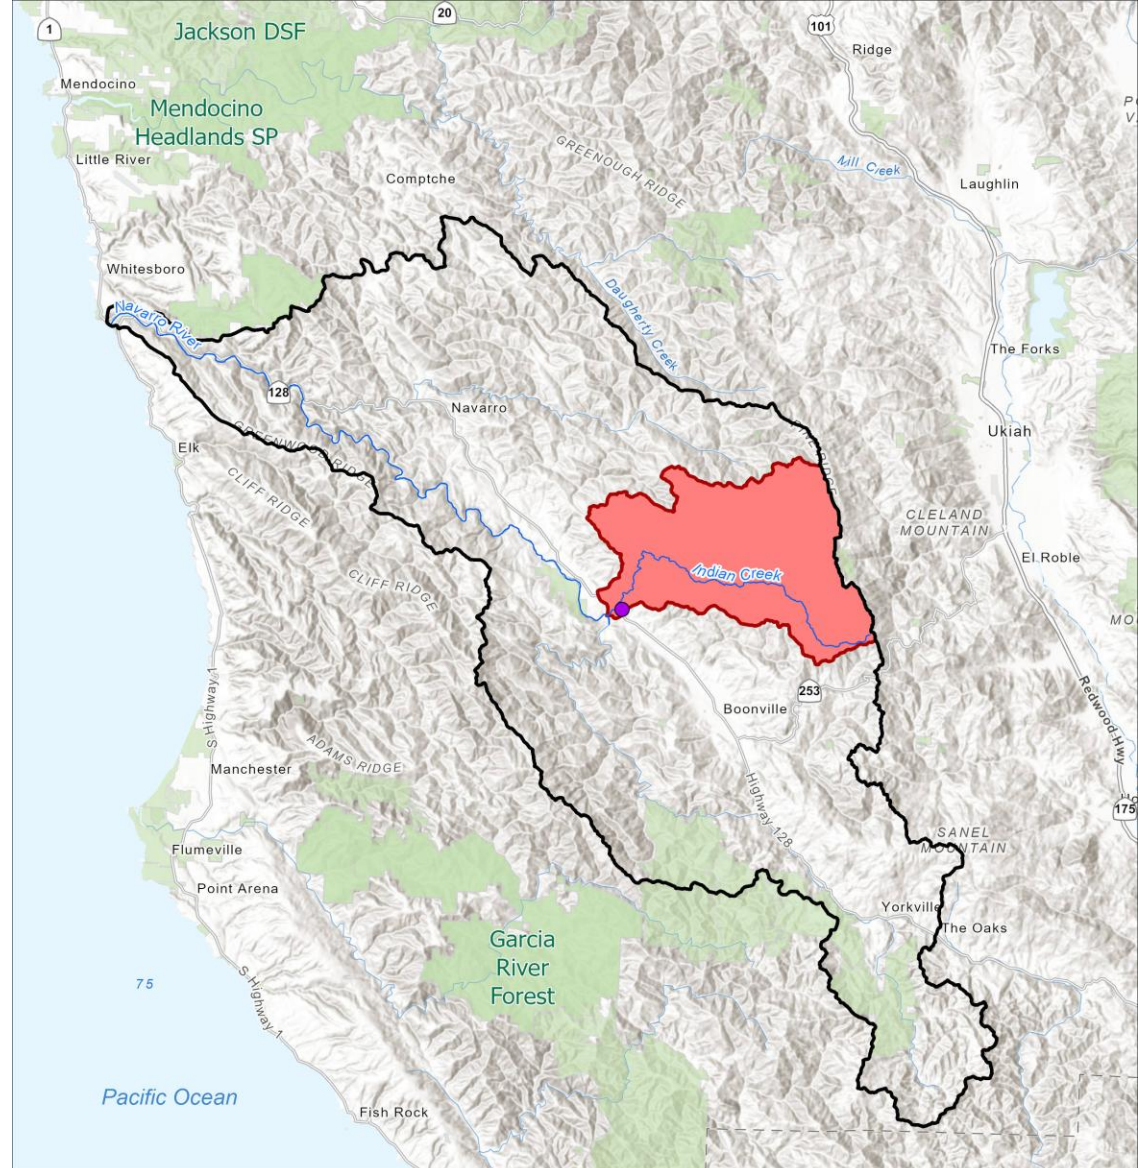 1
Jackson DSF
20
101
Ridge
Mendocino
Mendocino
Headlands SP
Little River
Comptche
GREENOUGH RIDGE
Mill Creek
Laughlin
Whitesboro
Navarro River
Daugherty Creek
The Forks
128
Navarro
Elk
GREENWOOD RIDGE
Ukiah
CLIFF RIDGE
CLELAND
MOUNTAIN
El Roble
CLIFF RIDGE
Indian Creek
S Highway 1
253
Boonville
Redwood Hwy
ADAMS RIDGE
Manchester
Highway 128
175
Flumeville
SANEL
MOUNTAIN
Point Arena
Yorkville
The Oaks
Garcia
River
Forest
75
S Highway 1
Pacific Ocean
Fish Rock